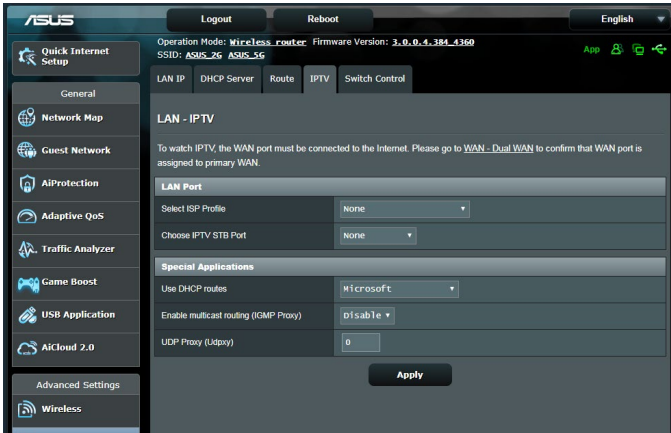 ASUS
Logout
Reboot
English
Quick Internet
Setup
Operation Mode: Wireless router Firmware Version: 3.0.0.4.384_4360
SSID: ASUS_2G ASUS_5G
App
LAN IP
DHCP Server
Route
IPTV
Switch Control
General
Network Map
Guest Network
AiProtection
Adaptive QoS
Traffic Analyzer
Game Boost
USB Application
AiCloud 2.0
Advanced Settings
Wireless
LAN - IPTV
To watch IPTV, the WAN port must be connected to the Internet. Please go to WAN - Dual WAN to confirm that WAN port is
assigned to primary WAN.
LAN Port
Select ISP Profile None
Choose IPTV STB Port None
Special Applications
Use DHCP routes Microsoft
Enable multicast routing (IGMP Proxy) Disable
UDP Proxy (Udpxy) 0
Apply